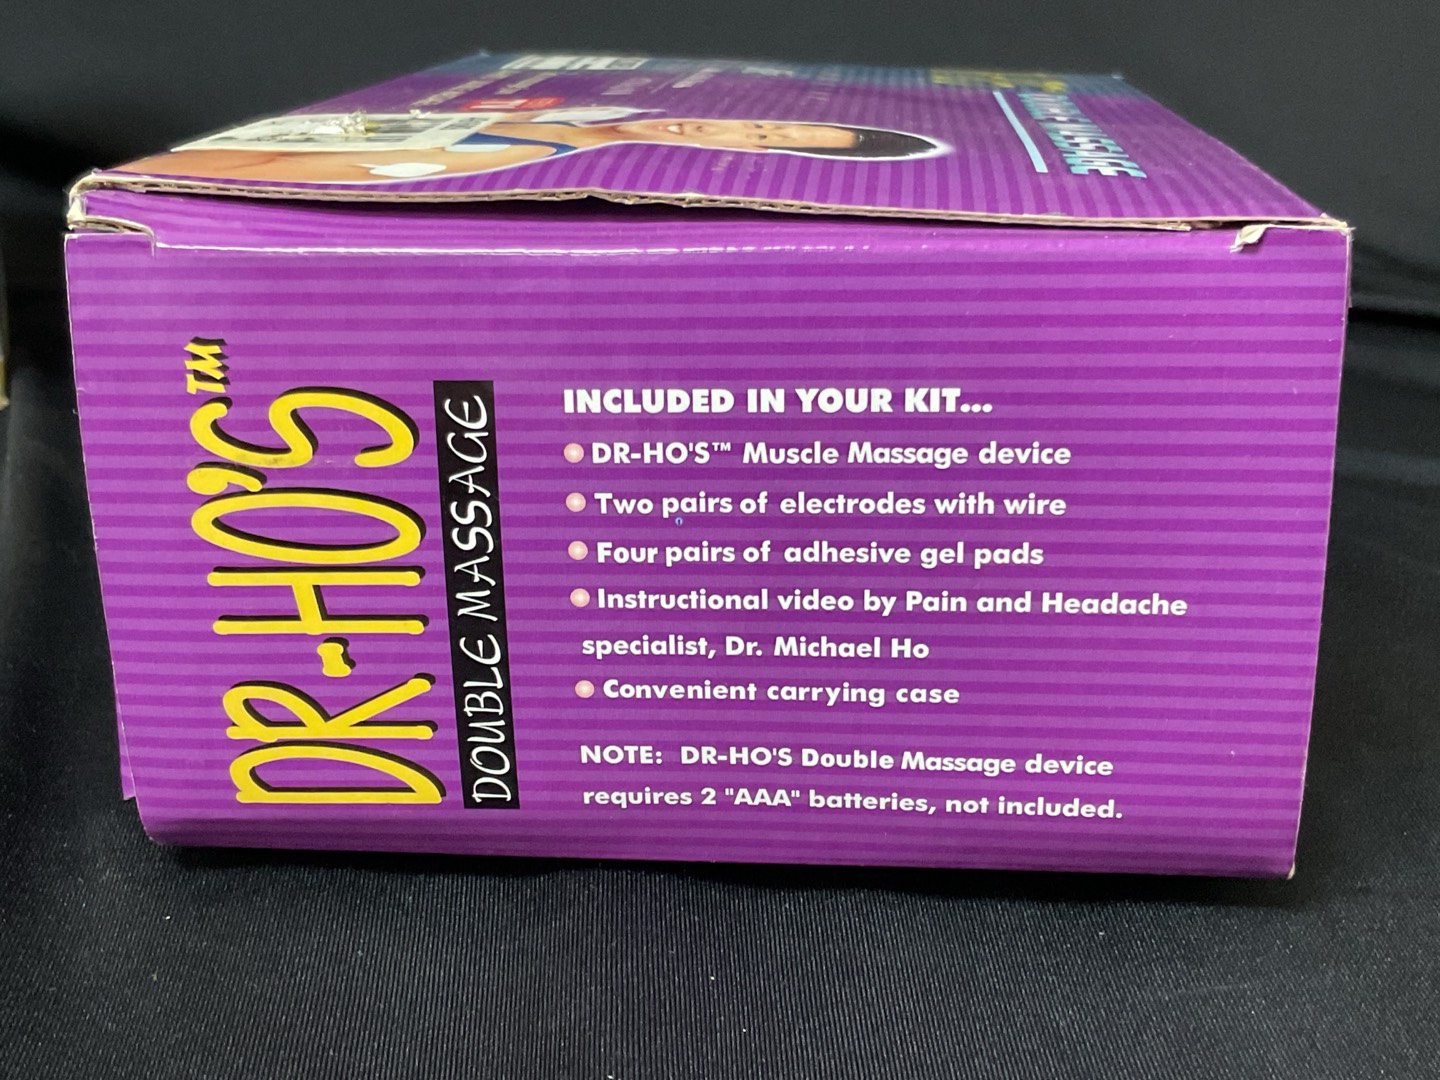 DR-HO'S™
DOUBLE MASSAGE
INCLUDED IN YOUR KIT...
DR-HO'S™ Muscle Massage device
Two pairs of electrodes with wire
Four pairs of adhesive gel pads
Instructional video by Pain and Headache
specialist, Dr. Michael Ho
Convenient carrying case
NOTE: DR-HO'S Double Massage device
requires 2 "AAA" batteries, not included.